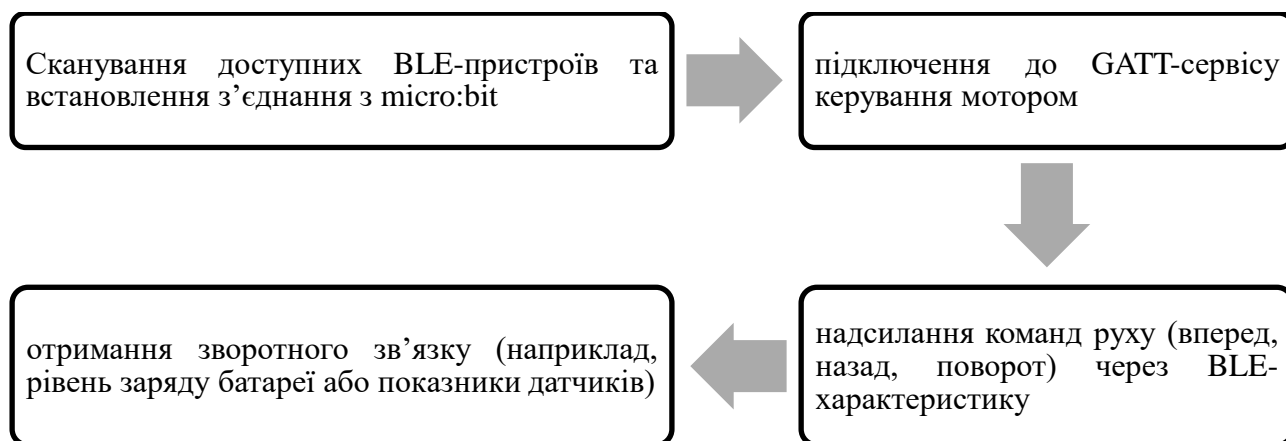 Сканування доступних BLE-пристроїв та
встановлення з’єднання з micro:bit
підключення до GATT-сервісу
керування мотором
надсилання команд руху (вперед,
назад, поворот) через BLE-
характеристику
отримання зворотного зв’язку (наприклад,
рівень заряду батареї або показники датчиків)